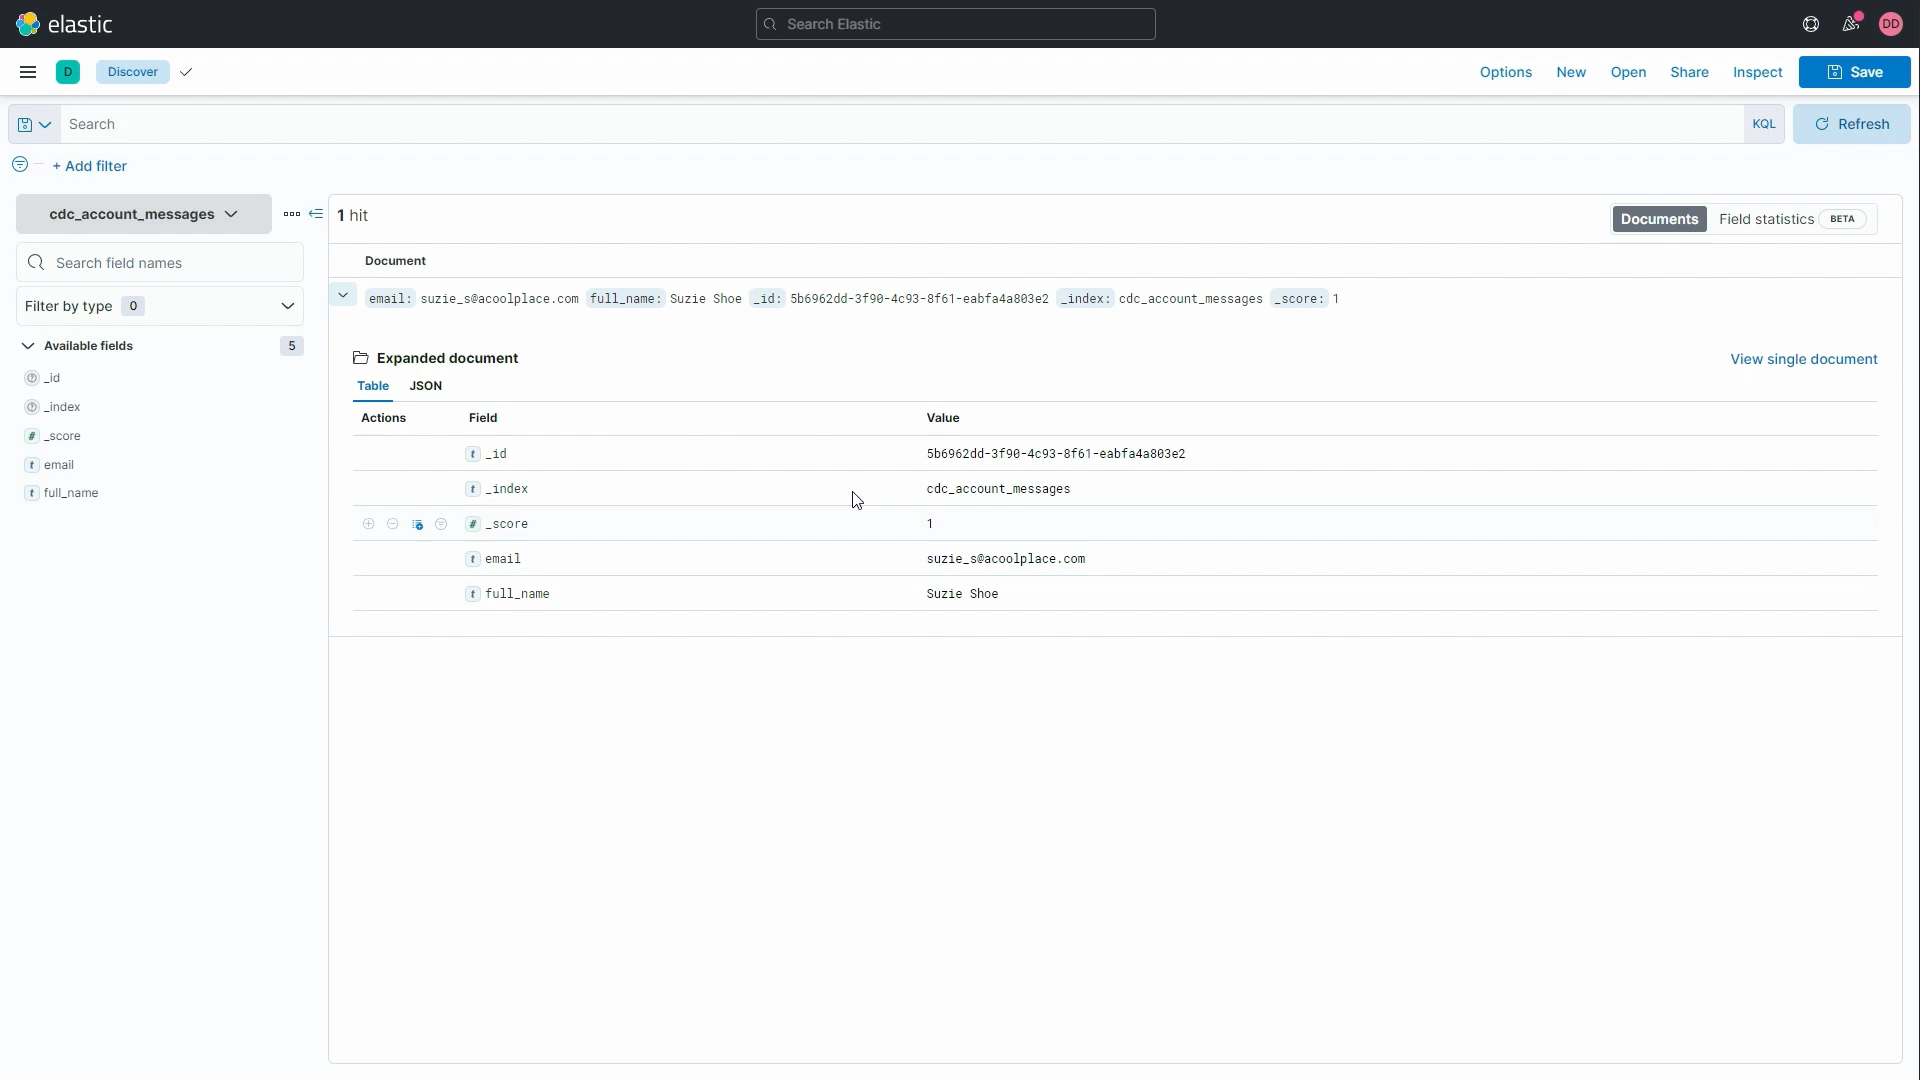 elastic
Search Elastic
DD
D
Discover
Options
New
Open
Share
Inspect
Save
Search
KQL
Refresh
+ Add filter
cdc_account_messages
1 hit
Documents
Field statistics
BETA
Search field names
Document
Filter by type 0
email: suzie_s@acoolplace.com full_name: Suzie Shoe _id: 5b6962dd-3f90-4c93-8f61-eabfa4a803e2 _index: cdc_account_messages _score: 1
Available fields
5
_id
_index
# _score
t email
t full_name
Expanded document
View single document
Table
JSON
Actions
Field
Value
t _id
5b6962dd-3f90-4c93-8f61-eabfa4a803e2
t _index
cdc_account_messages
# _score
1
t email
suzie_s@acoolplace.com
t full_name
Suzie Shoe